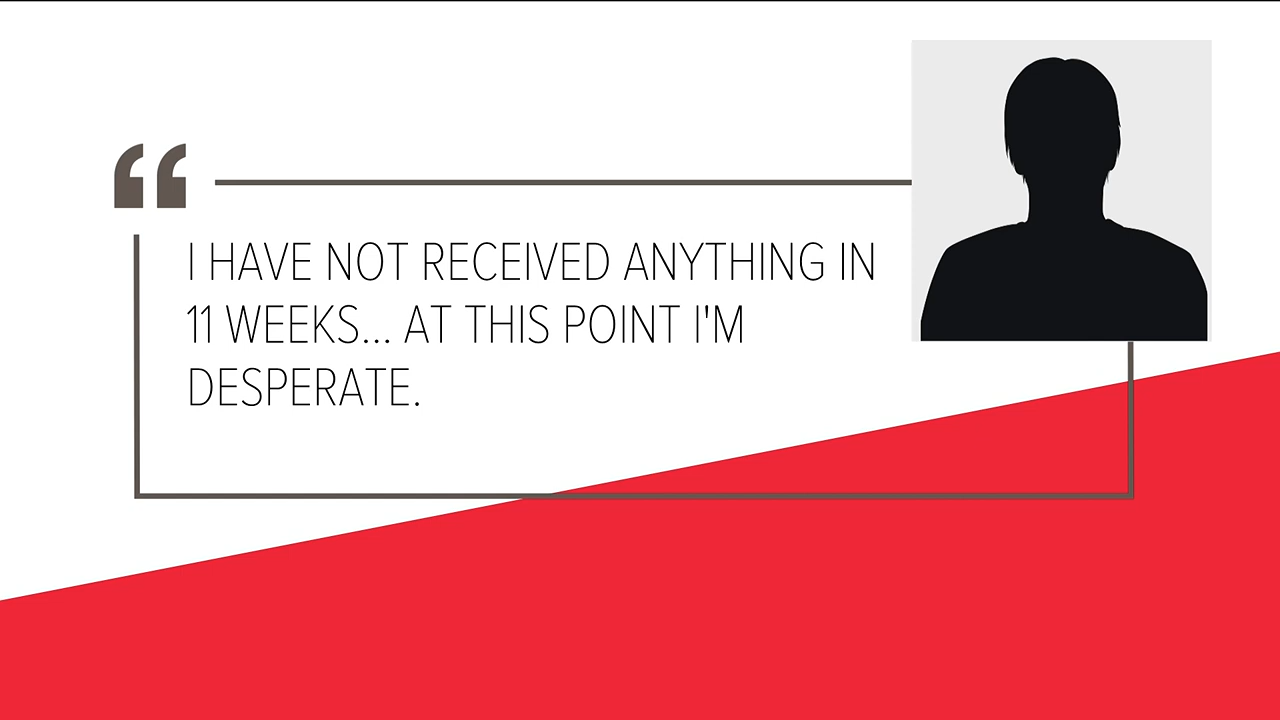 “
I HAVE NOT RECEIVED ANYTHING IN
11 WEEKS... AT THIS POINT I'M
DESPERATE.